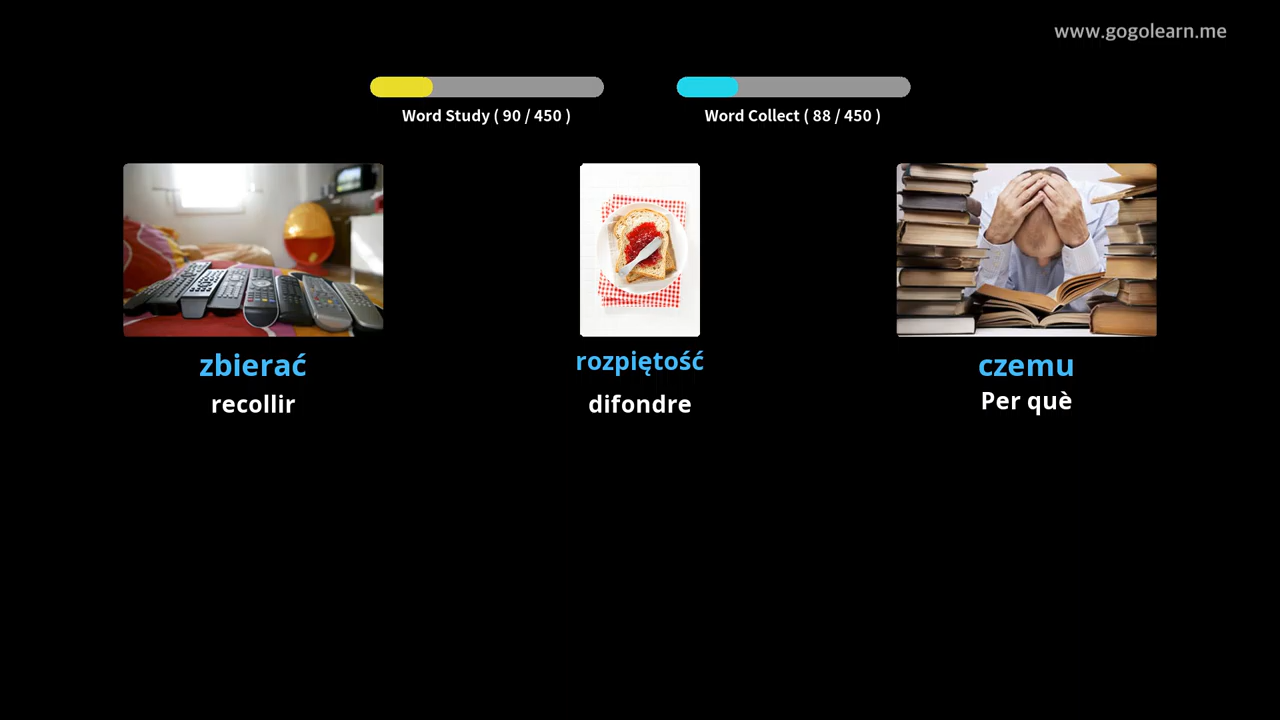 www.gogolearn.me
Word Study ( 90 / 450 )
Word Collect ( 88 / 450 )
zbierać
recollir
rozpiętość
difondre
czemu
Per què